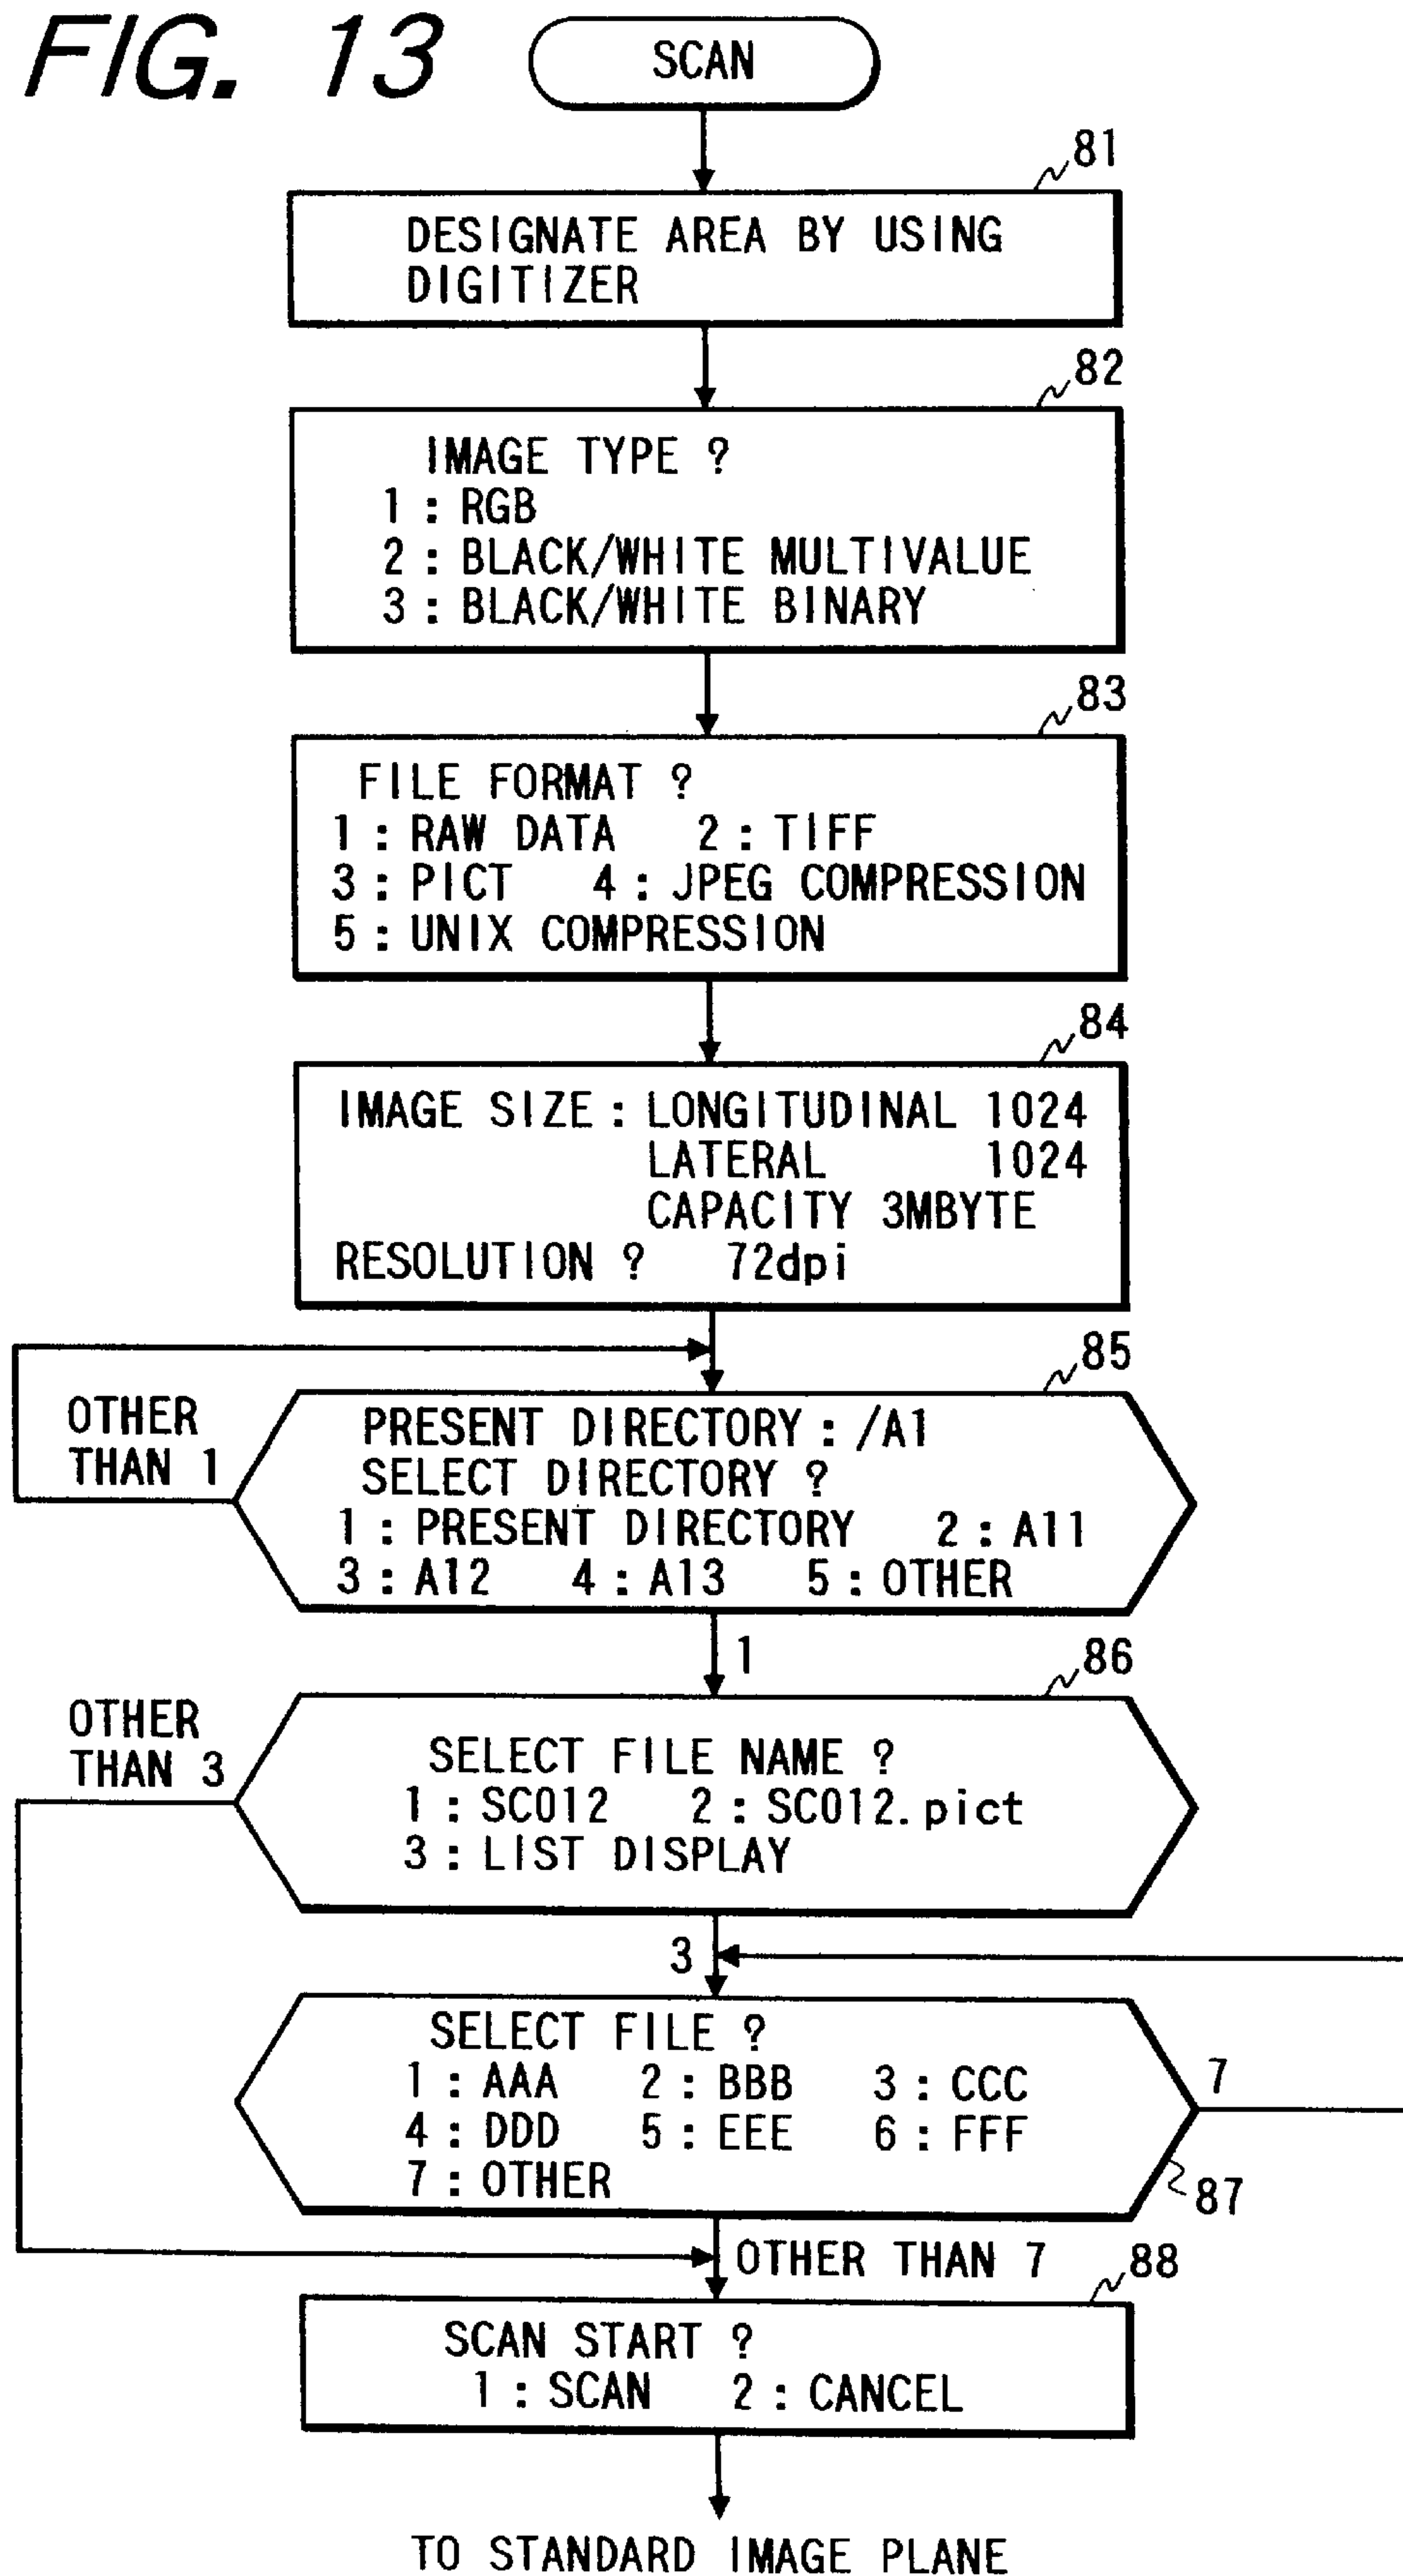 FIG. 13
SCAN
81
DESIGNATE AREA BY USING
DIGITIZER
82
IMAGE TYPE ?
1 : RGB
2 : BLACK/WHITE MULTIVALUE
3 : BLACK/WHITE BINARY
83
FILE FORMAT ?
1 : RAW DATA 2 : TIFF
3 : PICT 4 : JPEG COMPRESSION
5 : UNIX COMPRESSION
84
IMAGE SIZE : LONGITUDINAL 1024
LATERAL 1024
CAPACITY 3MBYTE
RESOLUTION ? 72dpi
85
OTHER
THAN 1
PRESENT DIRECTORY : /A1
SELECT DIRECTORY ?
1 : PRESENT DIRECTORY 2 : A11
3 : A12 4 : A13 5 : OTHER
1
86
OTHER
THAN 3
SELECT FILE NAME ?
1 : SC012 2 : SC012.pict
3 : LIST DISPLAY
3
SELECT FILE ?
1 : AAA 2 : BBB 3 : CCC
4 : DDD 5 : EEE 6 : FFF
7 : OTHER
7
87
OTHER THAN 7
88
SCAN START ?
1 : SCAN 2 : CANCEL
TO STANDARD IMAGE PLANE